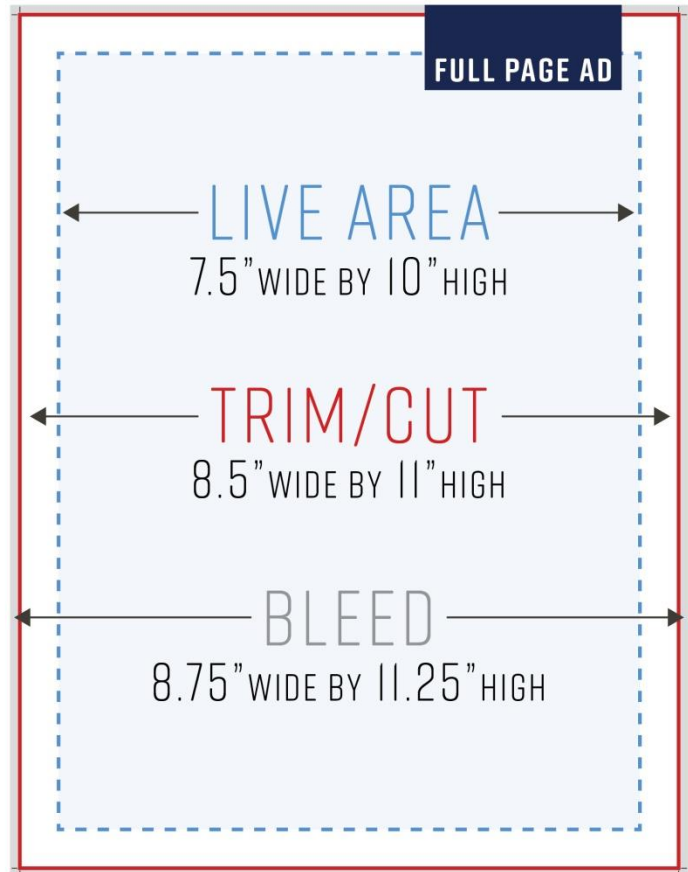 FULL PAGE AD
LIVE AREA
7.5” WIDE BY 10” HIGH
TRIM/CUT
8.5” WIDE BY 11” HIGH
BLEED
8.75” WIDE BY 11.25” HIGH